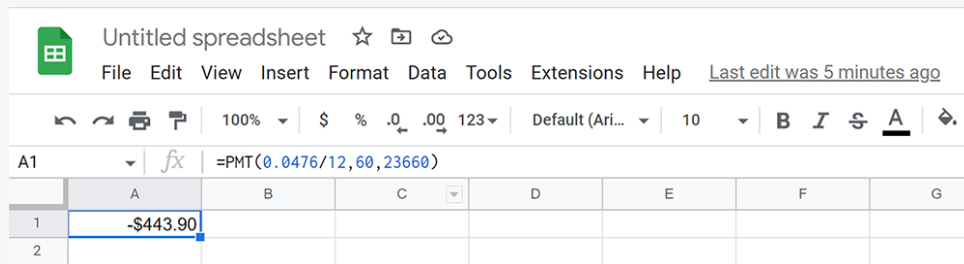 Untitled spreadsheet
File Edit View Insert Format Data Tools Extensions Help Last edit was 5 minutes ago
100% $ % .0 .00 123 Default (Ari... 10 B I S A
A1 fx =PMT(0.0476/12,60,23660)
A B C D E F G
1 -$443.90
2